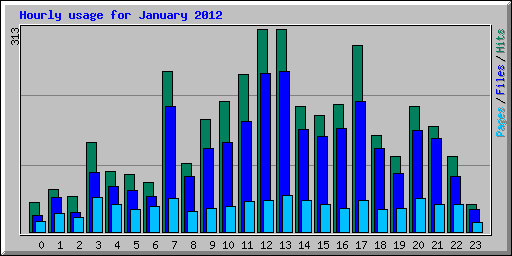 Hourly usage for January 2012
313
Pages / Files / Hits
0 1 2 3 4 5 6 7 8 9 10 11 12 13 14 15 16 17 18 19 20 21 22 23